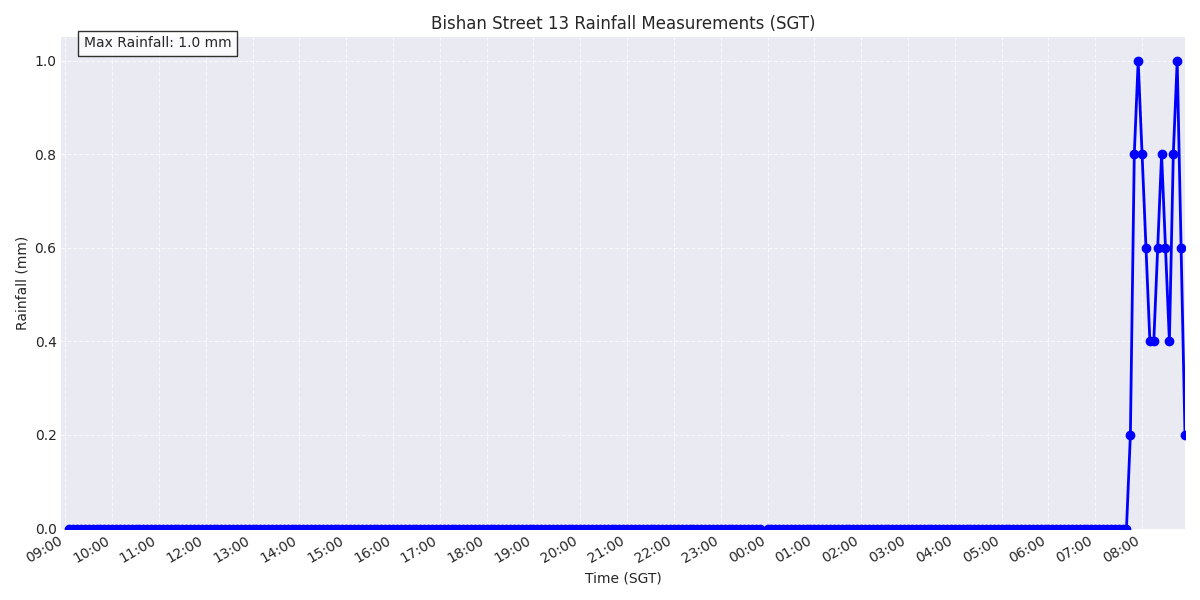 Bishan Street 13 Rainfall Measurements (SGT)
Max Rainfall: 1.0 mm
Rainfall (mm)
1.0
0.8
0.6
0.4
0.2
0.0
09:00 10:00 11:00 12:00 13:00 14:00 15:00 16:00 17:00 18:00 19:00 20:00 21:00 22:00 23:00 00:00 01:00 02:00 03:00 04:00 05:00 06:00 07:00 08:00
Time (SGT)